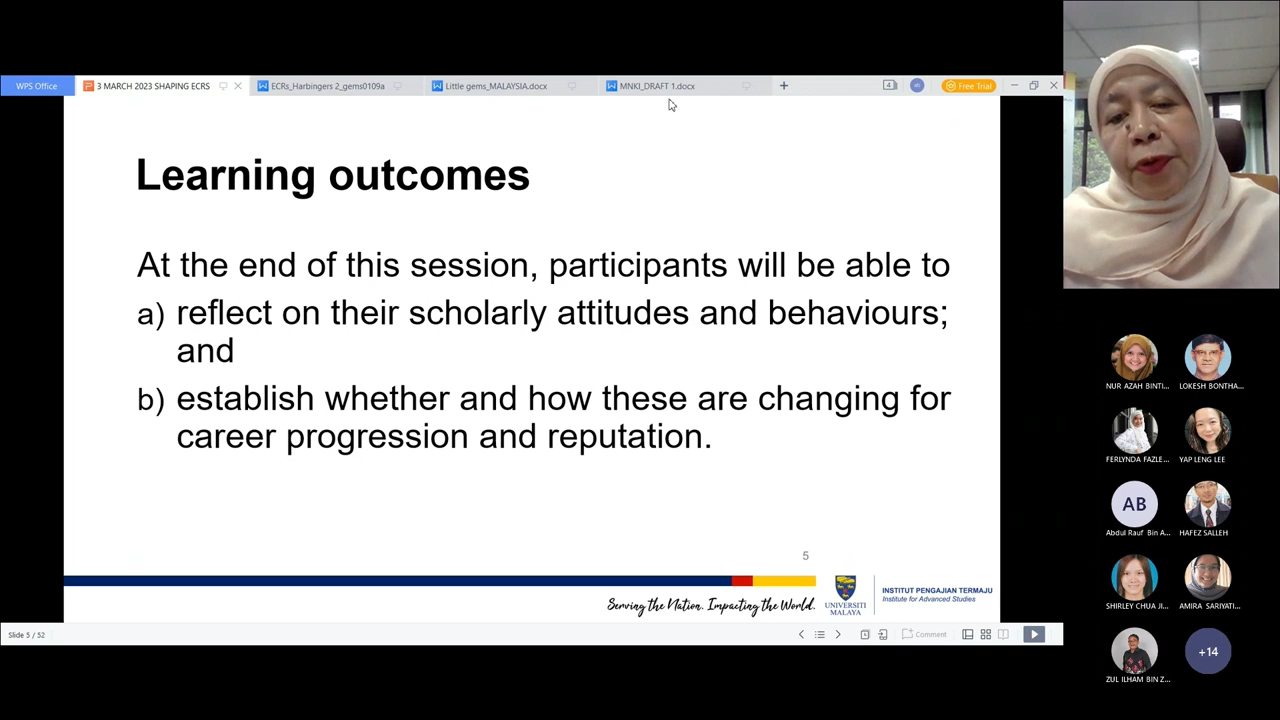 WPS Office
3 MARCH 2023 SHAPING ECRS
ECRs_Harbingers 2_gems0109a
Little gems_MALAYSIA.docx
MNKI_DRAFT 1.docx
4
Free Trial
Learning outcomes
At the end of this session, participants will be able to
a) reflect on their scholarly attitudes and behaviours;
and
b) establish whether and how these are changing for
career progression and reputation.
5
Serving the Nation. Impacting the World.
UNIVERSITI
MALAYA
INSTITUT PENGAJIAN TERMAJU
Institute for Advanced Studies
Slide 5 / 52
Comment
NUR AZAH BINTI...
LOKESH BONTHA...
FERLYNDA FAZLE...
YAP LENG LEE
AB
Abdul Rauf Bin A...
HAFEZ SALLEH
SHIRLEY CHUA JI...
AMIRA SARIYATI...
ZUL ILHAM BIN Z...
+14